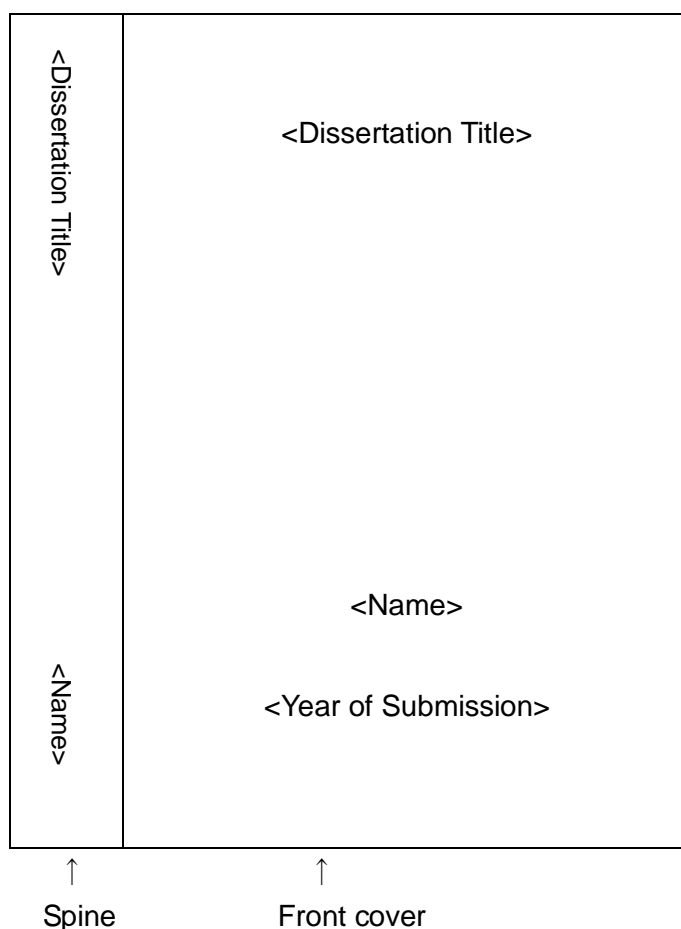 <Dissertation Title>
<Name>
<Dissertation Title>
<Name>
<Year of Submission>
↑ ↑
Spine Front cover